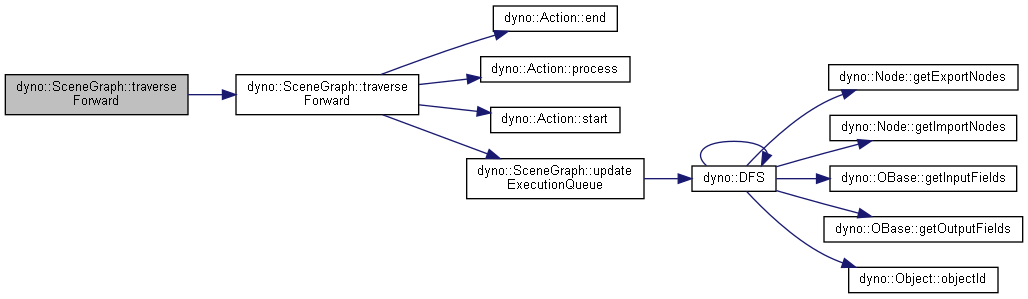 dyno::SceneGraph::traverse
Forward
dyno::SceneGraph::traverse
Forward
dyno::Action::end
dyno::Action::process
dyno::Action::start
dyno::SceneGraph::update
ExecutionQueue
dyno::DFS
dyno::Node::getExportNodes
dyno::Node::getImportNodes
dyno::OBase::getInputFields
dyno::OBase::getOutputFields
dyno::Object::objectId